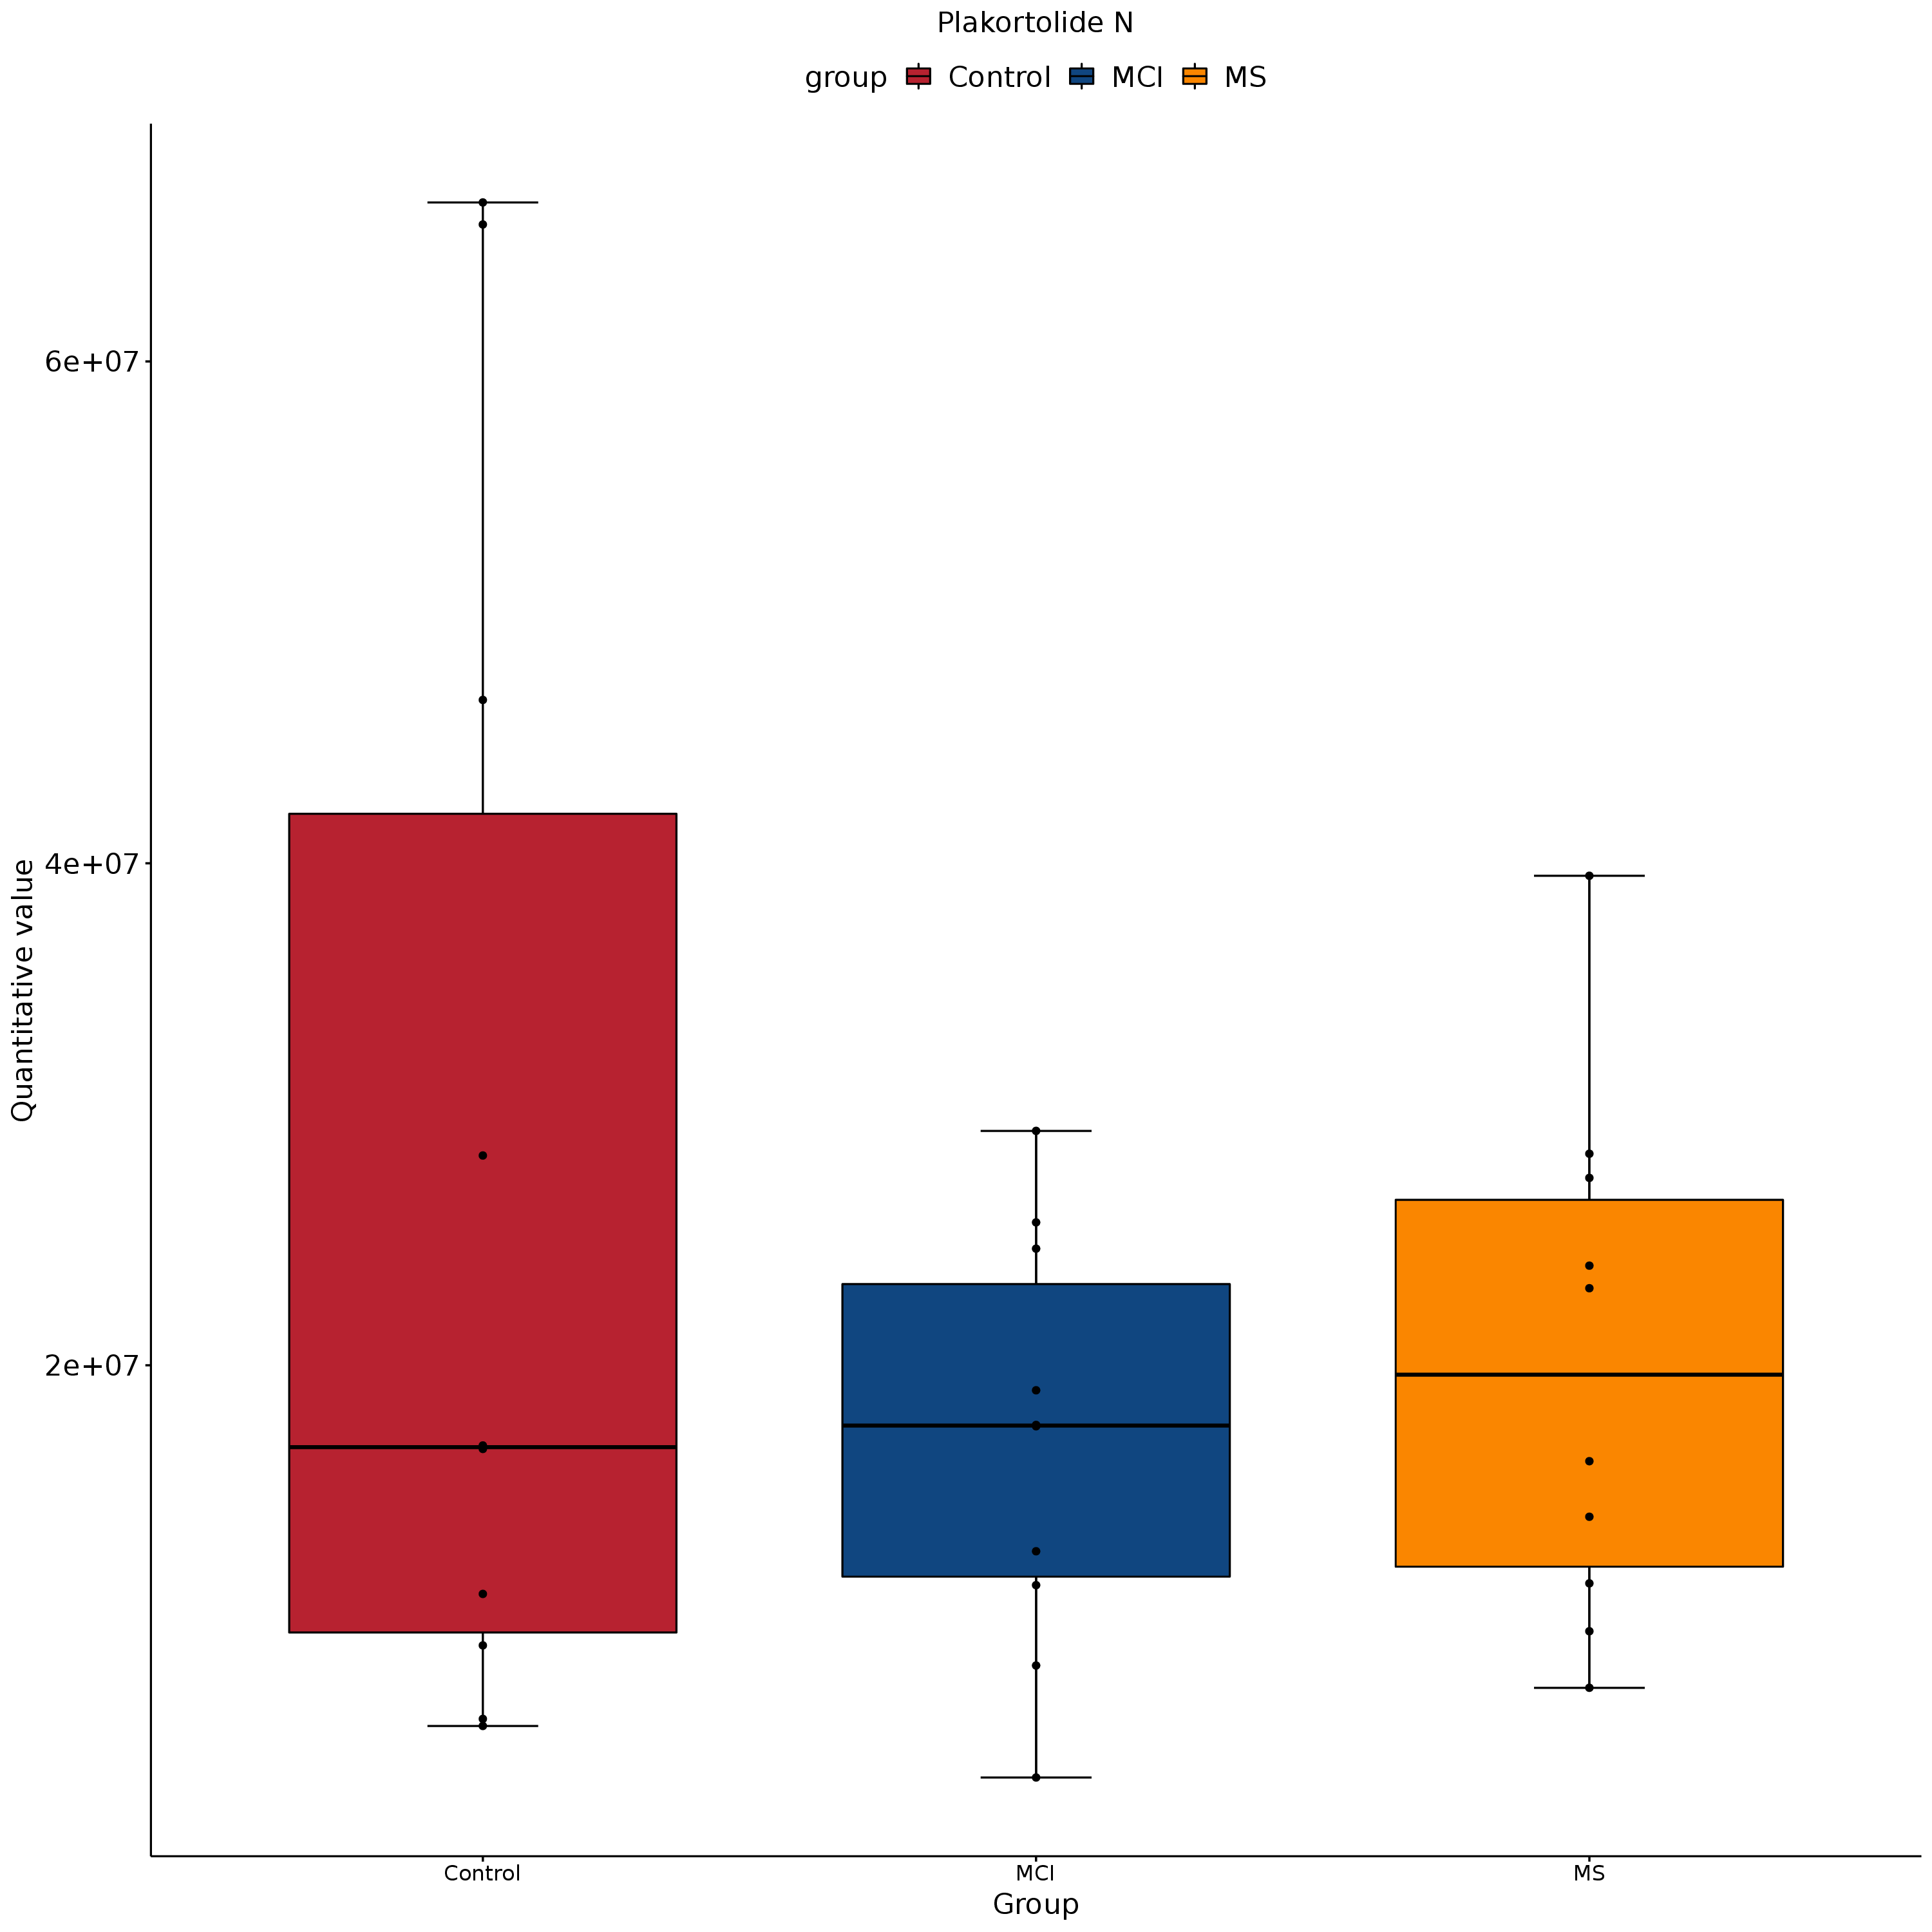 Plakortolide N
group Control MCI MS
Quantitative value
6e+07
4e+07
2e+07
Control MCI MS
Group